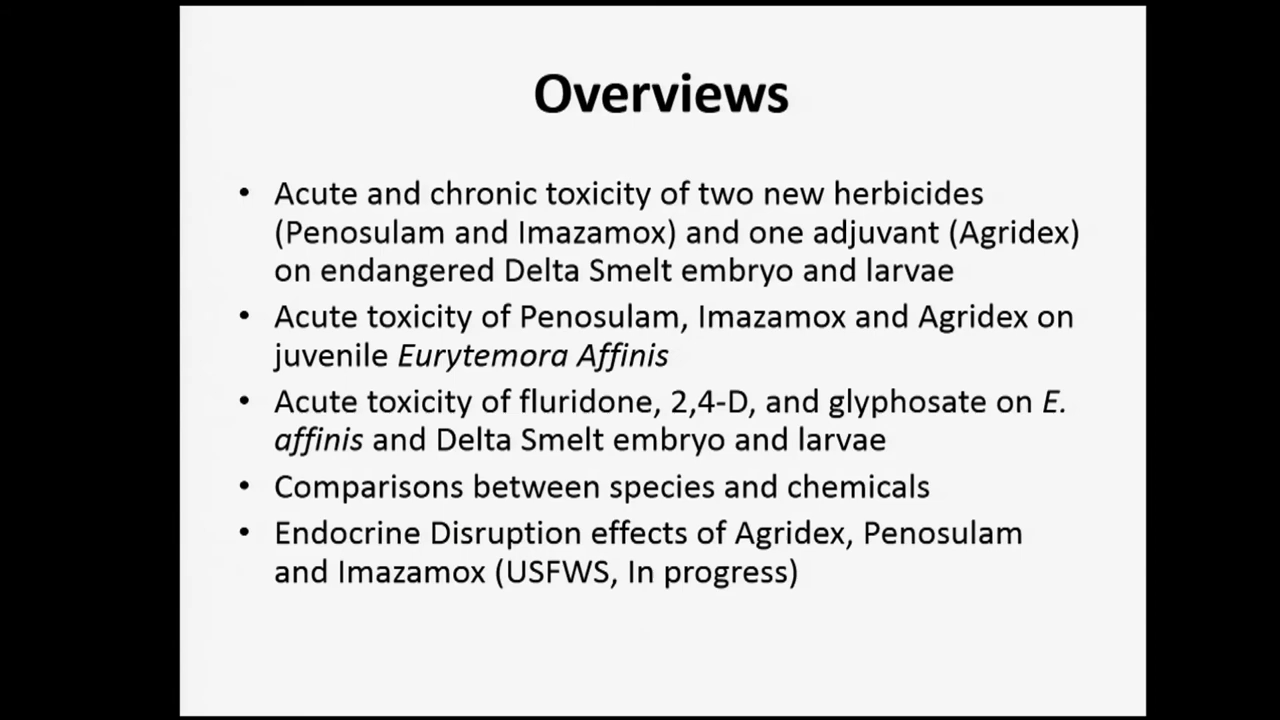 Overviews
• Acute and chronic toxicity of two new herbicides
(Penosulam and Imazamox) and one adjuvant (Agridex)
on endangered Delta Smelt embryo and larvae
• Acute toxicity of Penosulam, Imazamox and Agridex on
juvenile Eurytemora Affinis
• Acute toxicity of fluridone, 2,4-D, and glyphosate on E.
affinis and Delta Smelt embryo and larvae
• Comparisons between species and chemicals
• Endocrine Disruption effects of Agridex, Penosulam
and Imazamox (USFWS, In progress)